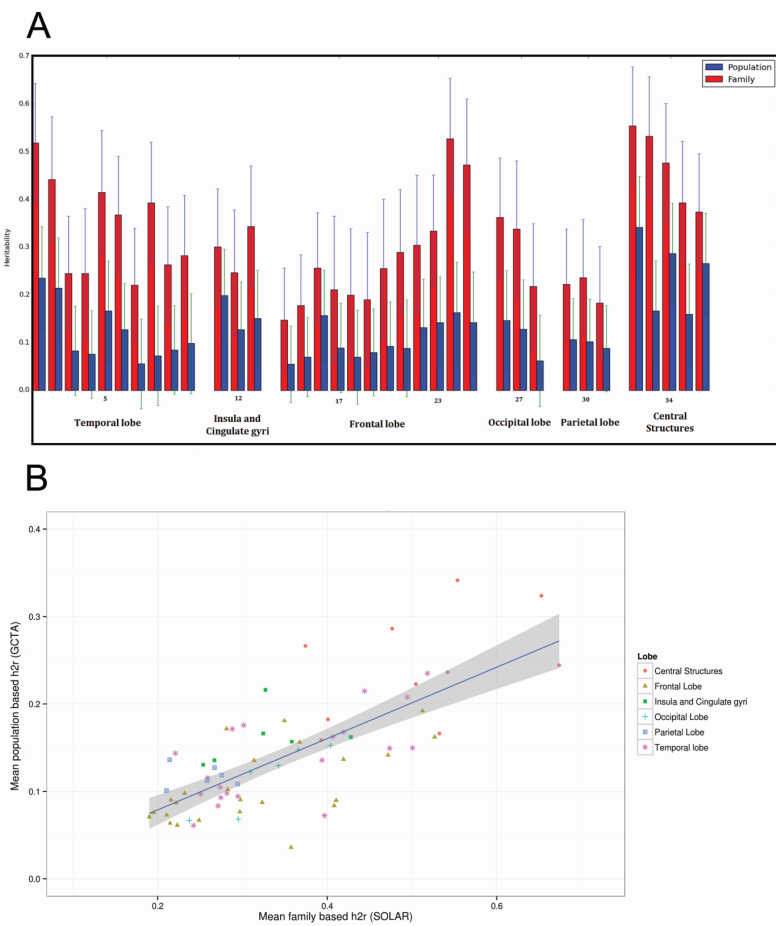 A
0.7
0.6
0.5
0.4
0.3
0.2
0.1
0.0
Heritability
Population
Family
5
12
17
23
27
30
34
Temporal lobe
Insula and
Cingulate gyri
Frontal lobe
Occipital lobe
Parietal lobe
Central
Structures
B
0.4
0.3
0.2
0.1
0.0
Mean population based h2r (GCTA)
0.2
0.4
0.6
Mean family based h2r (SOLAR)
Lobe
Central Structures
Frontal Lobe
Insula and Cingulate gyri
Occipital Lobe
Parietal Lobe
Temporal lobe